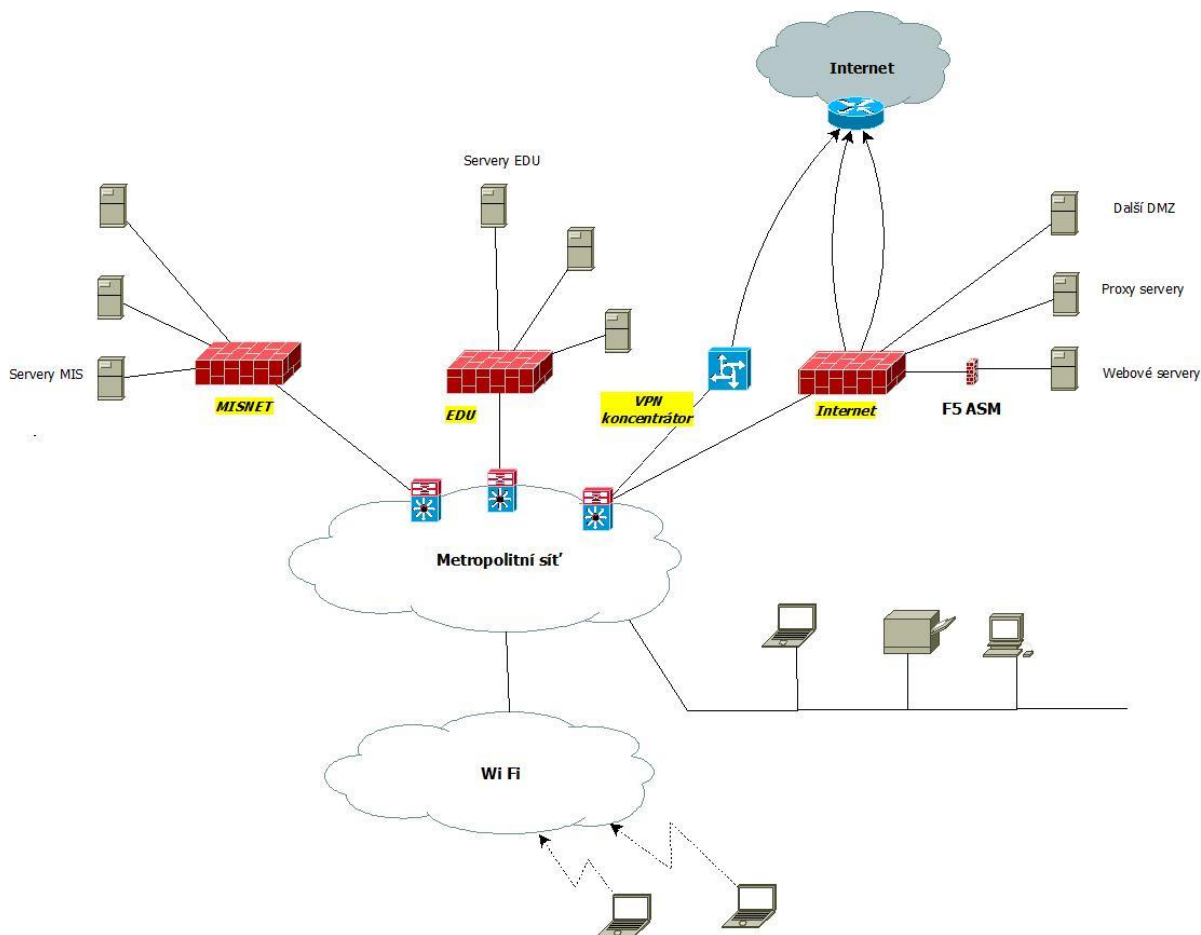 Internet
Servery EDU
Další DMZ
Proxy servery
Servery MIS
Webové servery
MISNET
EDU
VPN
koncentrátor
Internet
F5 ASM
Metropolitní síť
Wi Fi